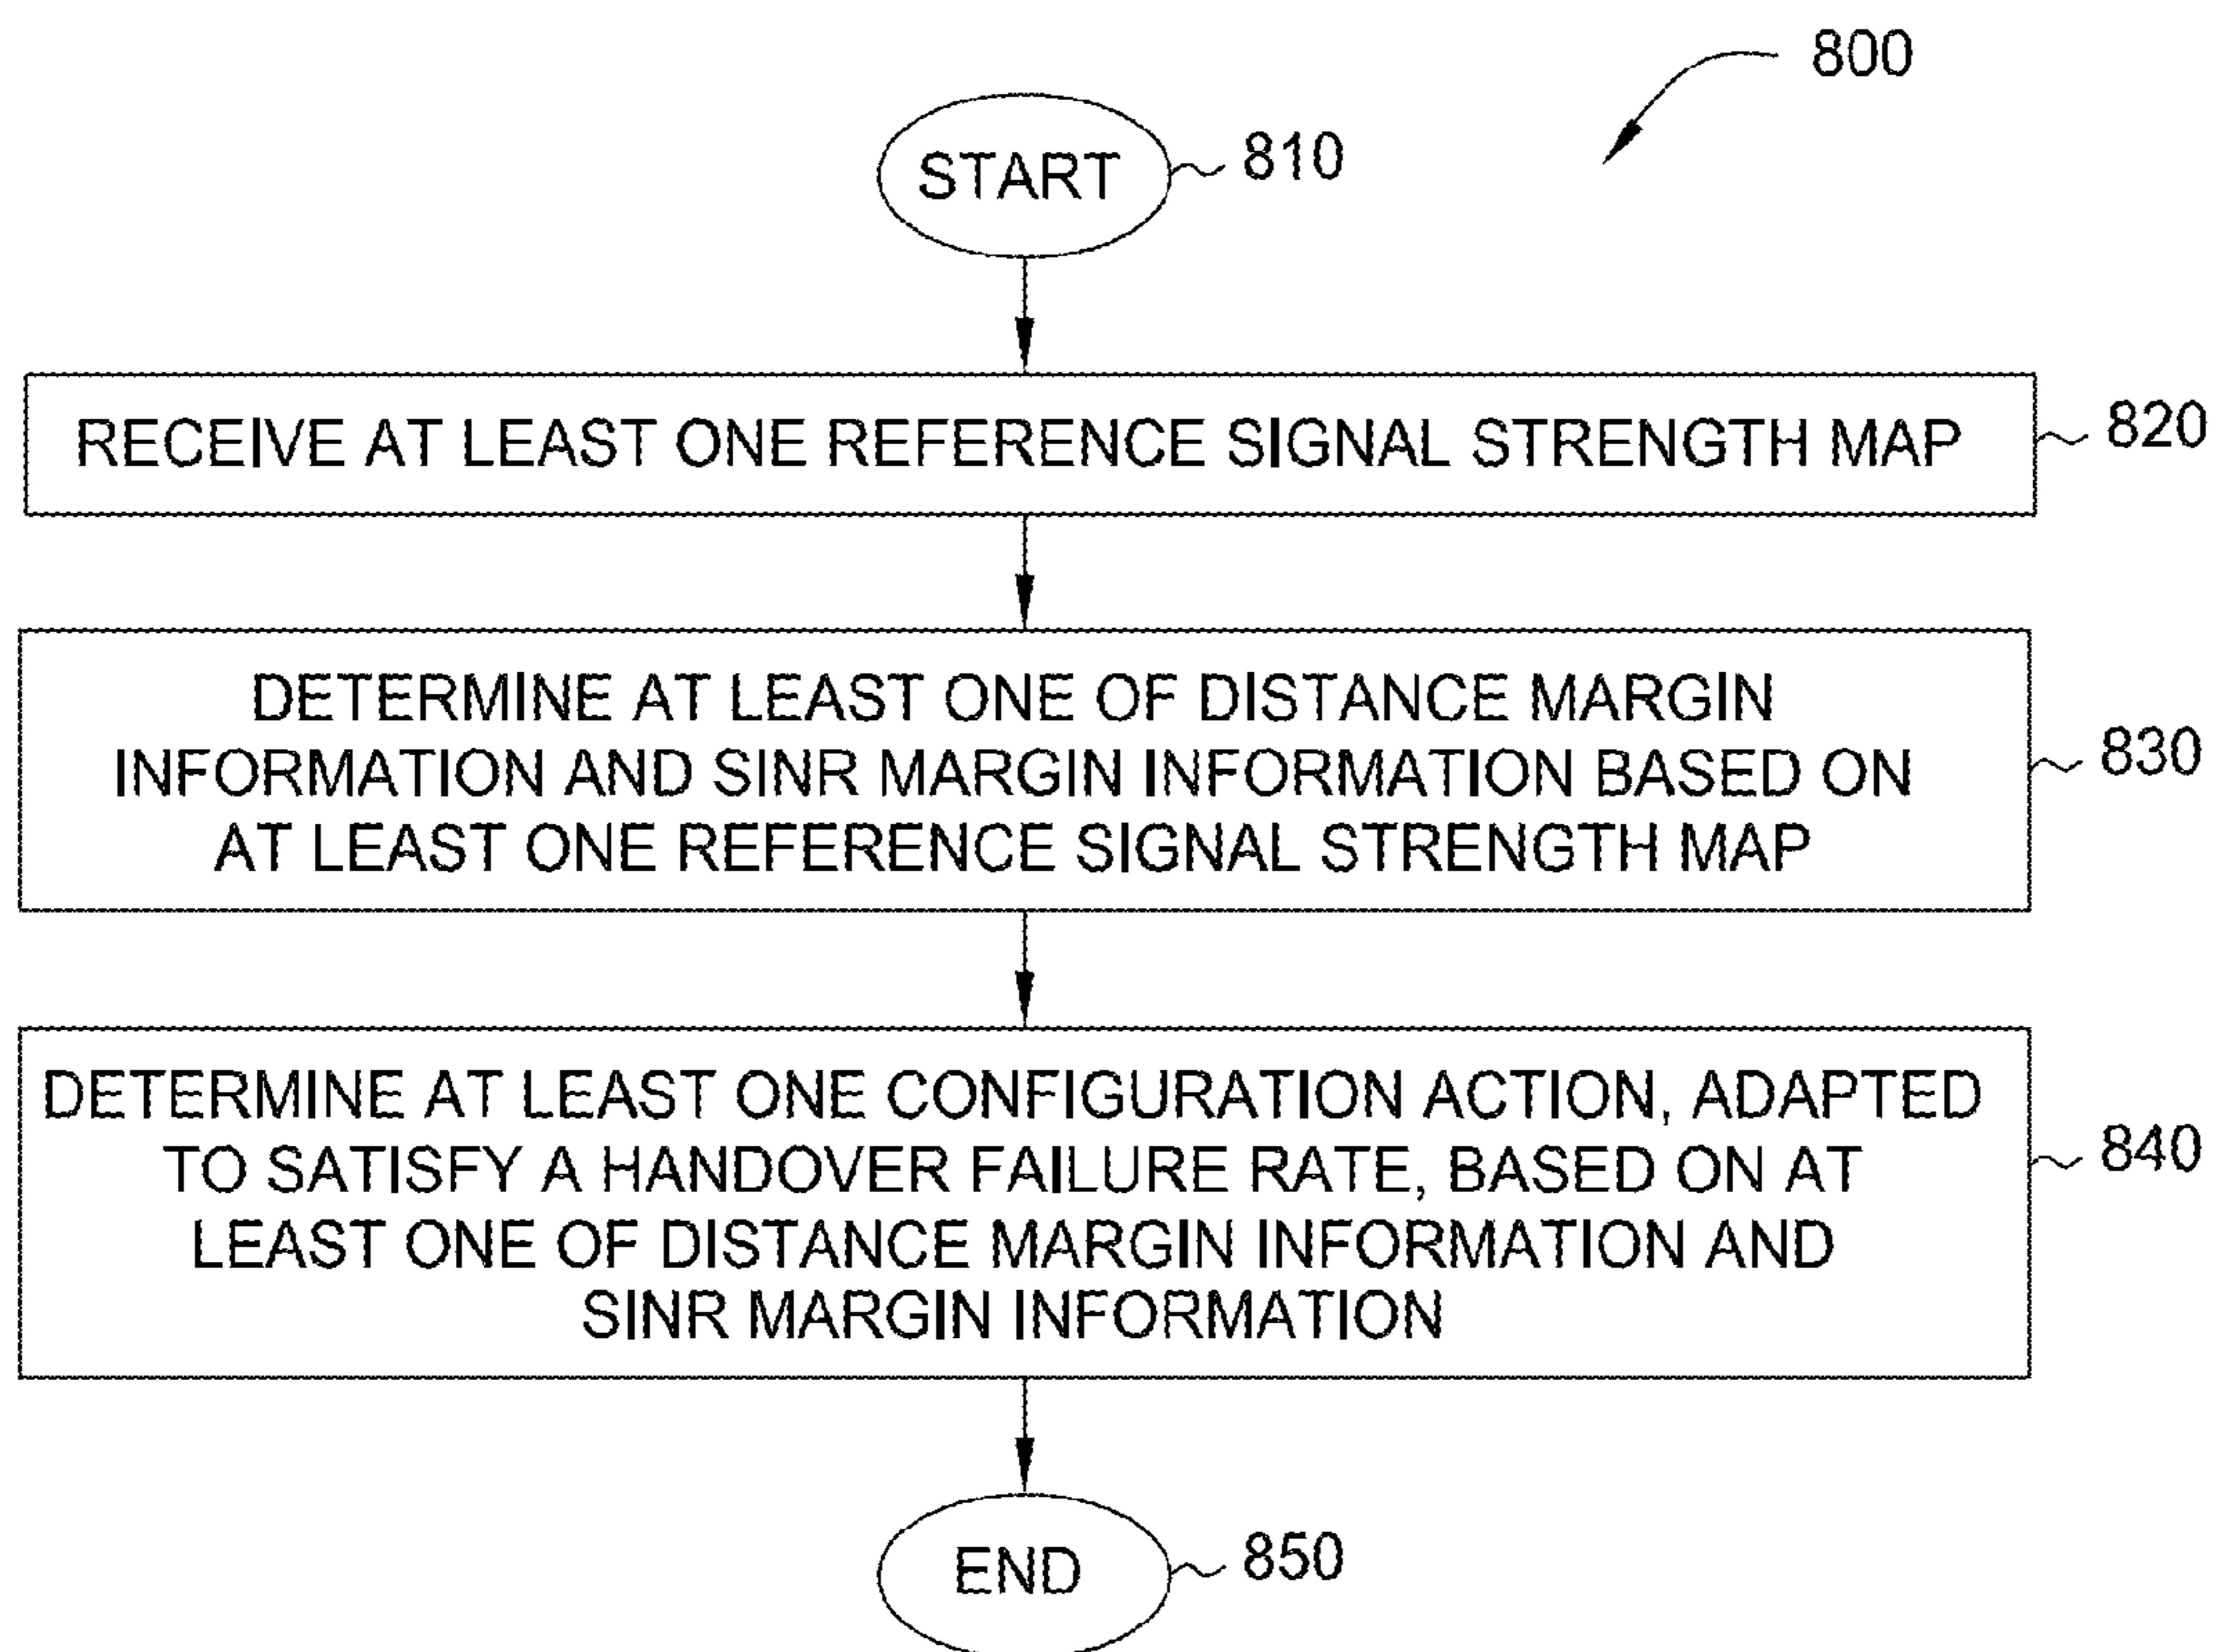 800
START
810
RECEIVE AT LEAST ONE REFERENCE SIGNAL STRENGTH MAP
820
DETERMINE AT LEAST ONE OF DISTANCE MARGIN
INFORMATION AND SINR MARGIN INFORMATION BASED ON
AT LEAST ONE REFERENCE SIGNAL STRENGTH MAP
830
DETERMINE AT LEAST ONE CONFIGURATION ACTION, ADAPTED
TO SATISFY A HANDOVER FAILURE RATE, BASED ON AT
LEAST ONE OF DISTANCE MARGIN INFORMATION AND
SINR MARGIN INFORMATION
840
END
850